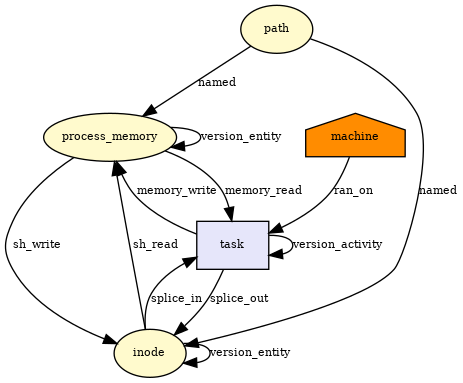 path
named
process_memory
version_entity
machine
memory_write
memory_read
ran_on
named
sh_write
sh_read
task
version_activity
splice_in
splice_out
inode
version_entity